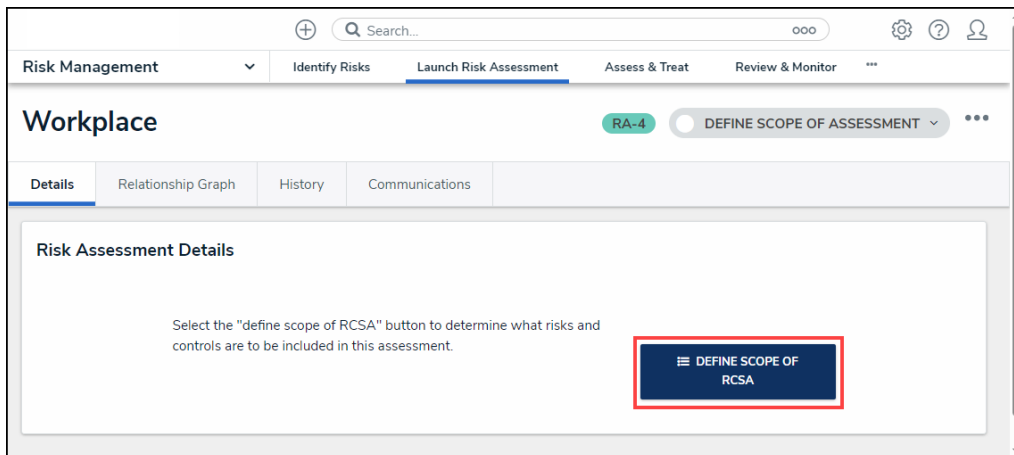 Search...
Risk Management
Identify Risks
Launch Risk Assessment
Assess & Treat
Review & Monitor
Workplace
RA-4
DEFINE SCOPE OF ASSESSMENT
Details
Relationship Graph
History
Communications
Risk Assessment Details
Select the "define scope of RCSA" button to determine what risks and
controls are to be included in this assessment.
DEFINE SCOPE OF
RCSA